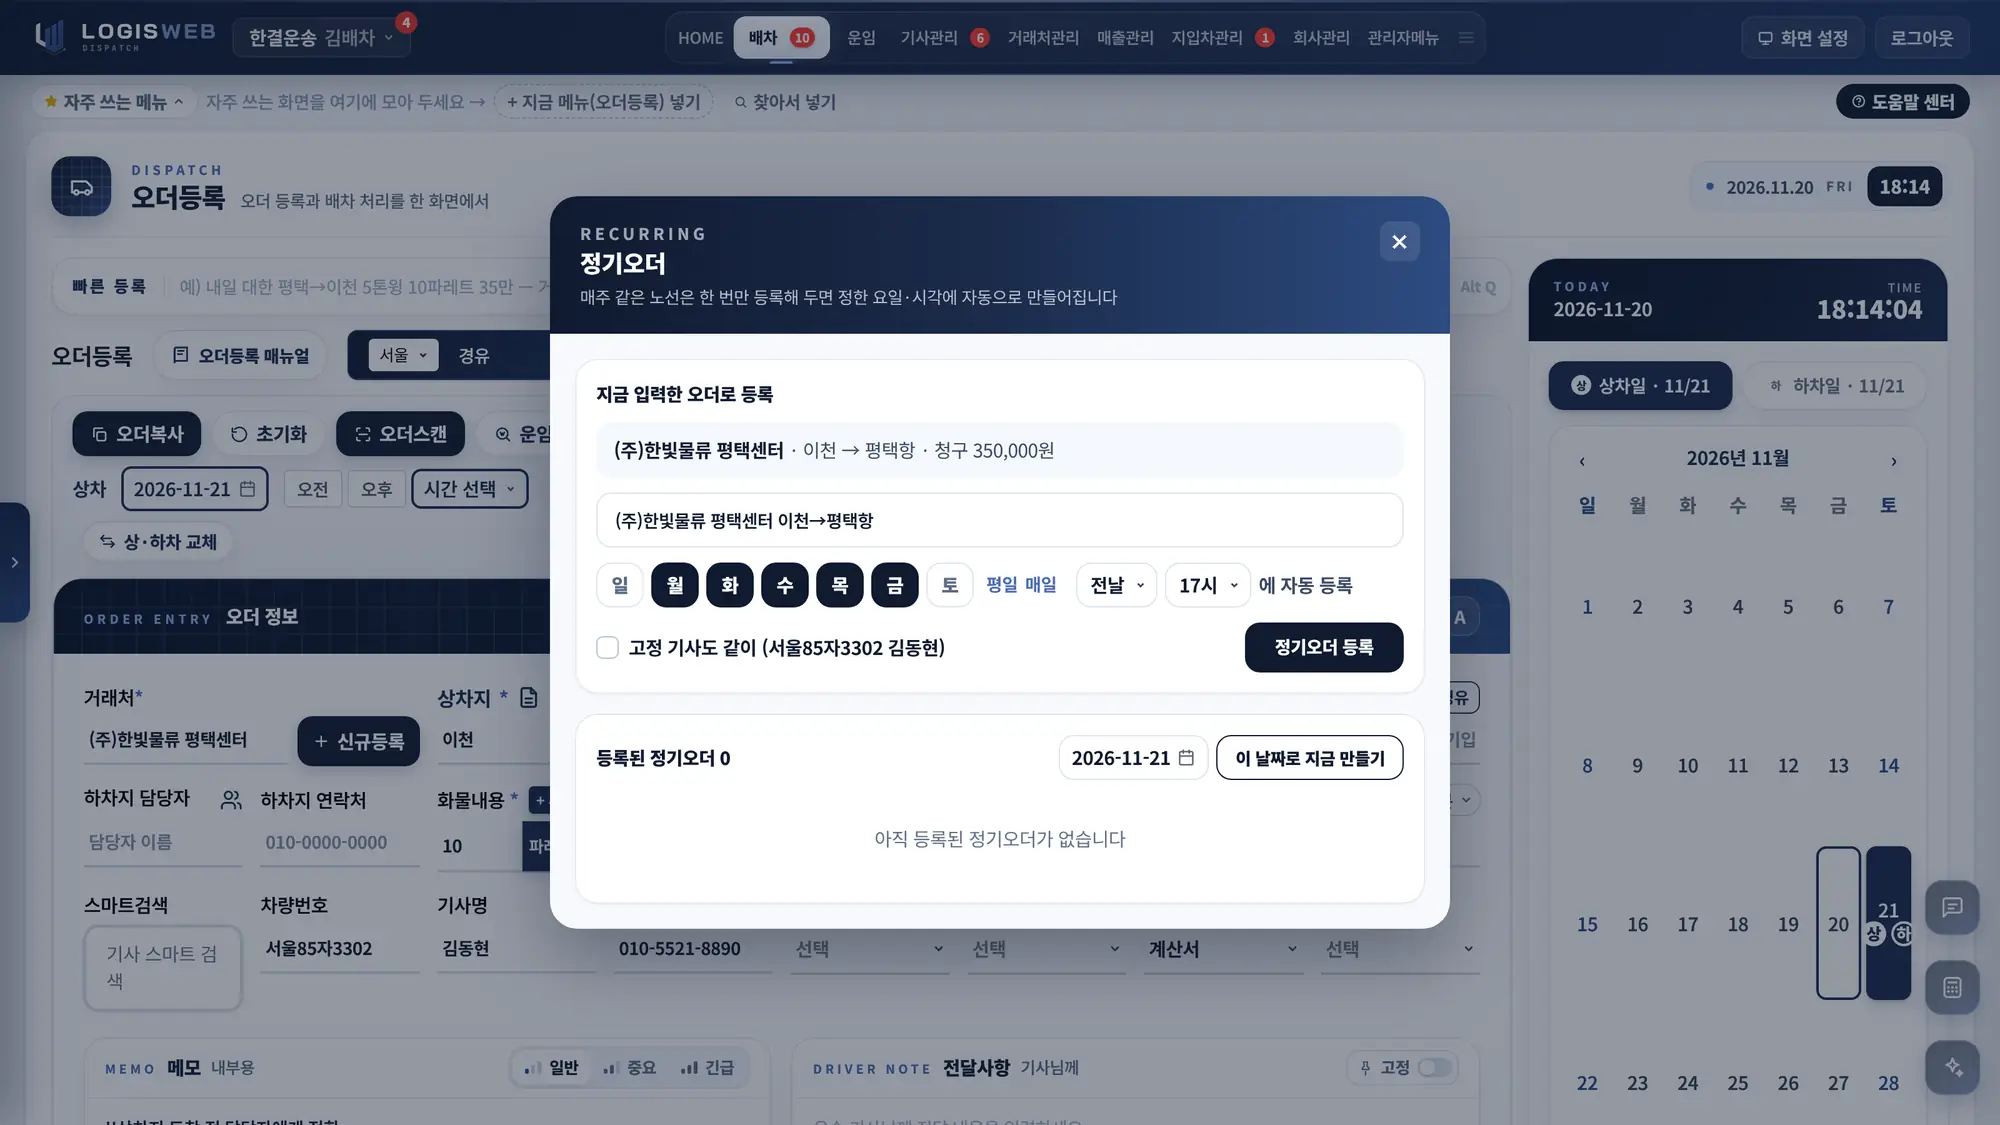 LOGISWEB
DISPATCH
한결운송 김배차
4
HOME
배차 10
운임
기사관리 6
거래처관리
매출관리
지입차관리 1
회사관리
관리자메뉴
화면 설정
로그아웃
자주 쓰는 메뉴
자주 쓰는 화면을 여기에 모아 두세요 →
+ 지금 메뉴(오더등록) 넣기
찾아서 넣기
도움말 센터
DISPATCH
오더등록 오더 등록과 배차 처리를 한 화면에서
2026.11.20 FRI 18:14
빠른 등록 예) 내일 대한 평택→이천 5톤윙 10파레트 35만 —
Alt Q
오더등록
오더등록 매뉴얼
서울
경유
오더복사
초기화
오더스캔
운임
상차 2026-11-21 오전 오후 시간 선택
상·하차 교체
ORDER ENTRY 오더 정보
A
거래처*
(주)한빛물류 평택센터
+ 신규등록
상차지 *
이천
하차지 담당자
담당자 이름
하차지 연락처
010-0000-0000
화물내용 * +
10
스마트검색
기사 스마트 검
색
차량번호
서울85자3302
기사명
김동현
010-5521-8890
선택
선택
계산서
선택
MEMO 메모 내부용
일반 중요 긴급
DRIVER NOTE 전달사항 기사님께
고정
RECURRING
정기오더
매주 같은 노선은 한 번만 등록해 두면 정한 요일·시각에 자동으로 만들어집니다
지금 입력한 오더로 등록
(주)한빛물류 평택센터 · 이천 → 평택항 · 청구 350,000원
(주)한빛물류 평택센터 이천→평택항
일 월 화 수 목 금 토 평일 매일 전날 17시 에 자동 등록
고정 기사도 같이 (서울85자3302 김동현)
정기오더 등록
등록된 정기오더 0
2026-11-21
이 날짜로 지금 만들기
아직 등록된 정기오더가 없습니다
TODAY
2026-11-20
TIME
18:14:04
상 상차일 · 11/21
하 하차일 · 11/21
‹ 2026년 11월 ›
일 월 화 수 목 금 토
1 2 3 4 5 6 7
8 9 10 11 12 13 14
15 16 17 18 19 20 21
상 하
22 23 24 25 26 27 28